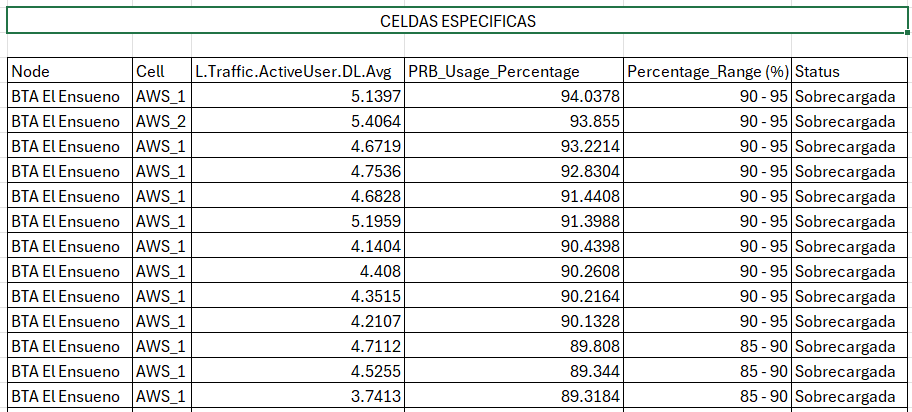 CELDAS ESPECIFICAS
Node Cell L.Traffic.ActiveUser.DL.Avg PRB_Usage_Percentage Percentage_Range (%) Status
BTA El Ensueno AWS_1 5.1397 94.0378 90 - 95 Sobrecargada
BTA El Ensueno AWS_2 5.4064 93.855 90 - 95 Sobrecargada
BTA El Ensueno AWS_1 4.6719 93.2214 90 - 95 Sobrecargada
BTA El Ensueno AWS_1 4.7536 92.8304 90 - 95 Sobrecargada
BTA El Ensueno AWS_1 4.6828 91.4408 90 - 95 Sobrecargada
BTA El Ensueno AWS_1 5.1959 91.3988 90 - 95 Sobrecargada
BTA El Ensueno AWS_1 4.1404 90.4398 90 - 95 Sobrecargada
BTA El Ensueno AWS_1 4.408 90.2608 90 - 95 Sobrecargada
BTA El Ensueno AWS_1 4.3515 90.2164 90 - 95 Sobrecargada
BTA El Ensueno AWS_1 4.2107 90.1328 90 - 95 Sobrecargada
BTA El Ensueno AWS_1 4.7112 89.808 85 - 90 Sobrecargada
BTA El Ensueno AWS_1 4.5255 89.344 85 - 90 Sobrecargada
BTA El Ensueno AWS_1 3.7413 89.3184 85 - 90 Sobrecargada